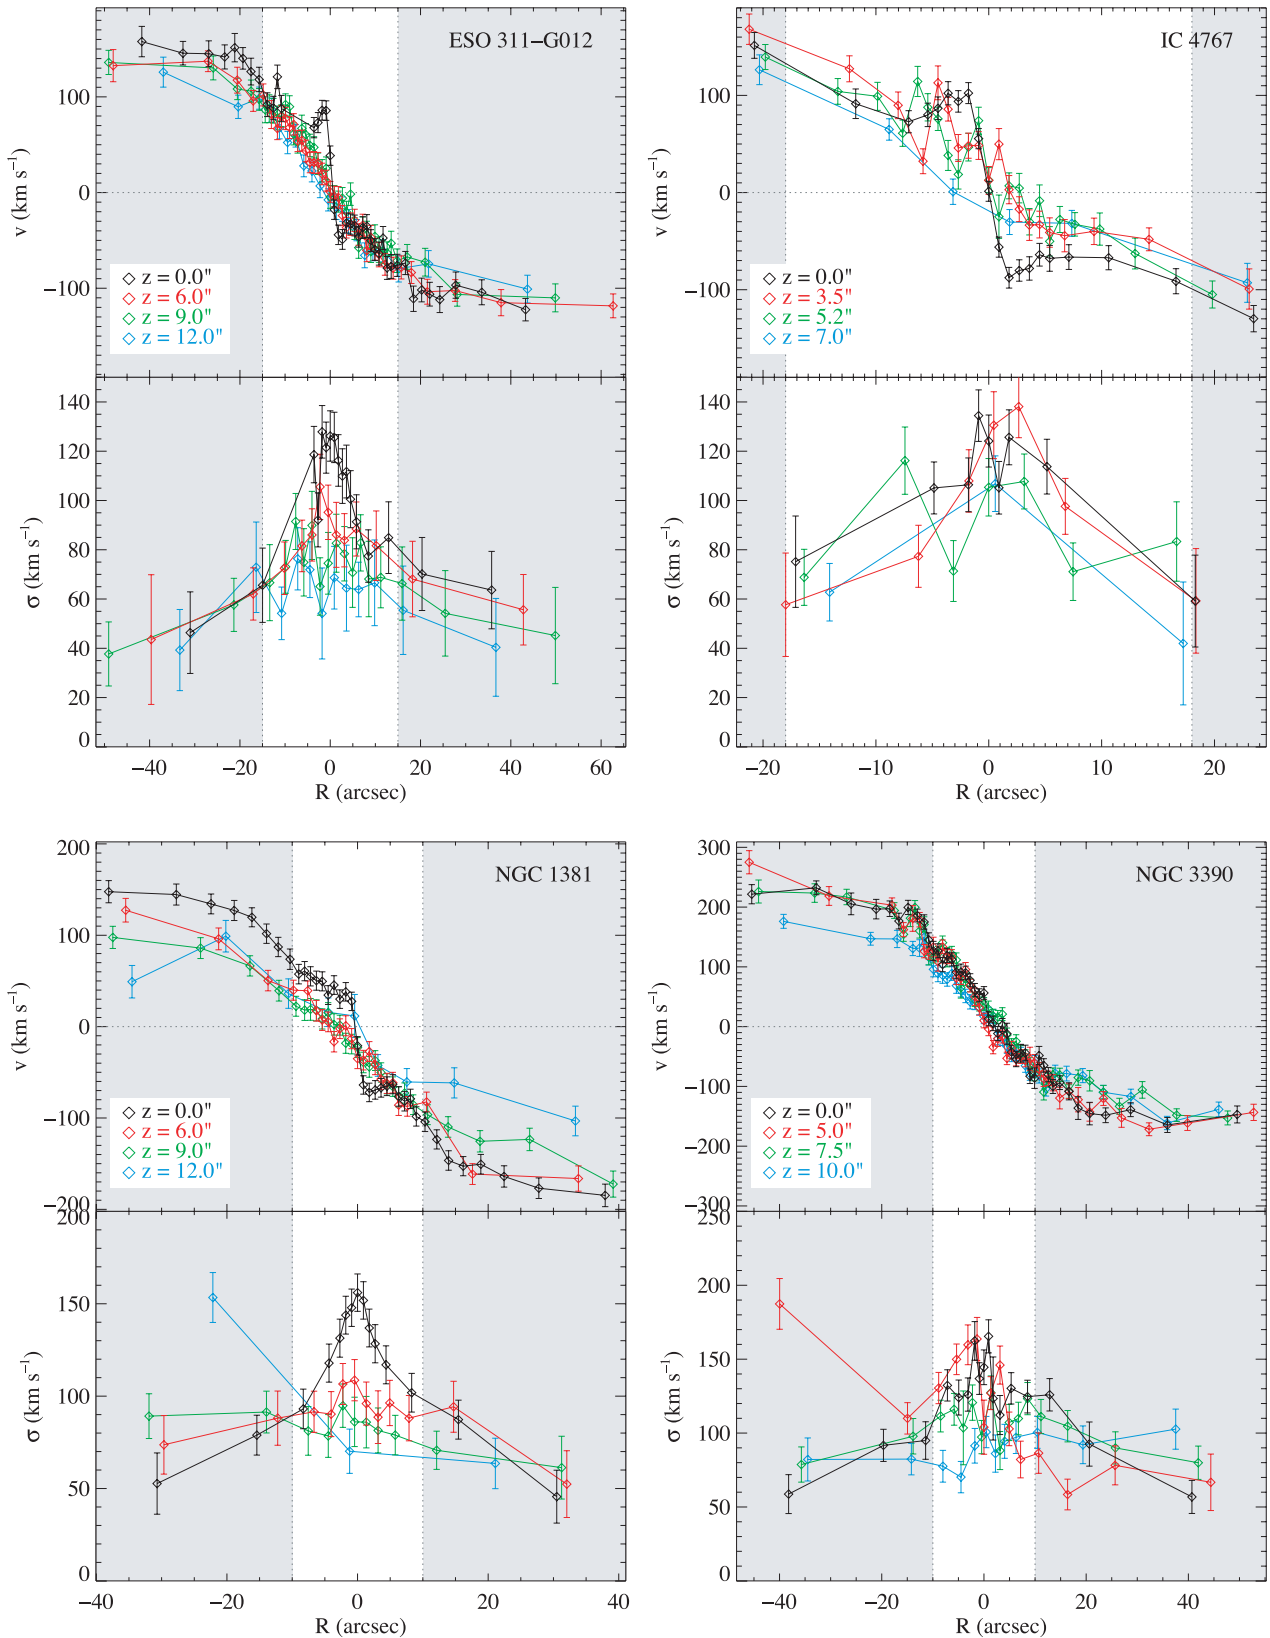 ESO 311−G012
100
0
−100
v (km s⁻¹)
z = 0.0"
z = 6.0"
z = 9.0"
z = 12.0"
140
120
100
80
60
40
20
0
σ (km s⁻¹)
−40 −20 0 20 40 60
R (arcsec)
IC 4767
100
0
−100
v (km s⁻¹)
z = 0.0"
z = 3.5"
z = 5.2"
z = 7.0"
140
120
100
80
60
40
20
0
σ (km s⁻¹)
−20 −10 0 10 20
R (arcsec)
NGC 1381
200
100
0
−100
−200
v (km s⁻¹)
z = 0.0"
z = 6.0"
z = 9.0"
z = 12.0"
200
150
100
50
0
σ (km s⁻¹)
−40 −20 0 20 40
R (arcsec)
NGC 3390
300
200
100
0
−100
−200
−300
v (km s⁻¹)
z = 0.0"
z = 5.0"
z = 7.5"
z = 10.0"
250
200
150
100
50
0
σ (km s⁻¹)
−40 −20 0 20 40
R (arcsec)